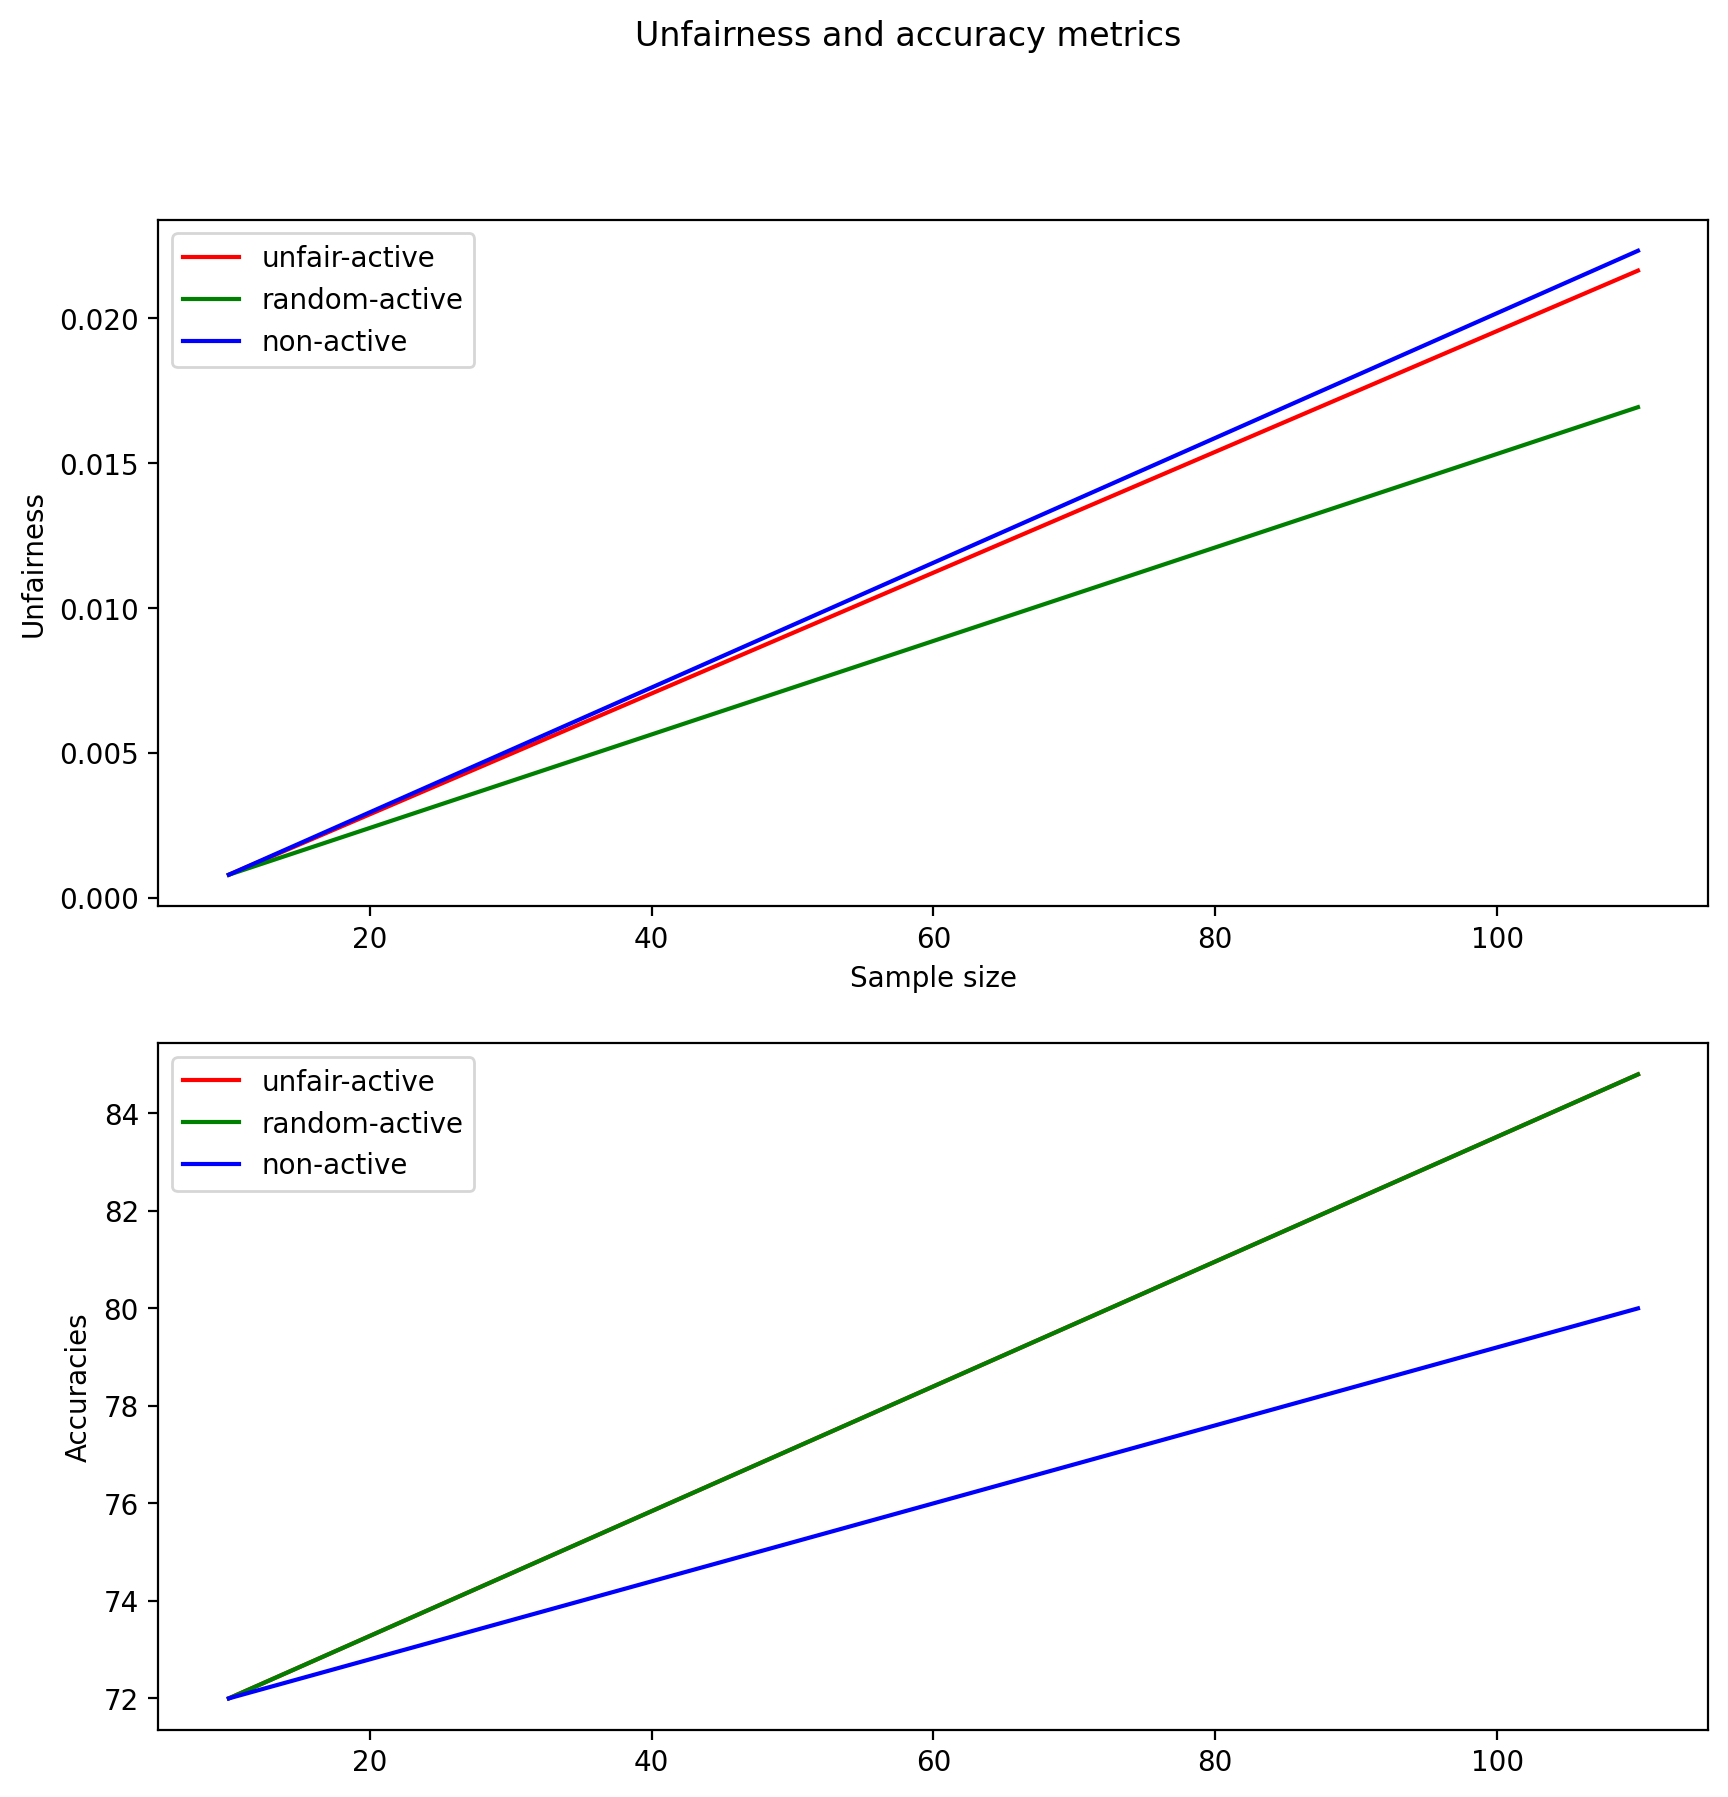 Unfairness and accuracy metrics
unfair-active
random-active
non-active
Unfairness
0.020
0.015
0.010
0.005
0.000
20 40 60 80 100
Sample size
unfair-active
random-active
non-active
Accuracies
84
82
80
78
76
74
72
20 40 60 80 100